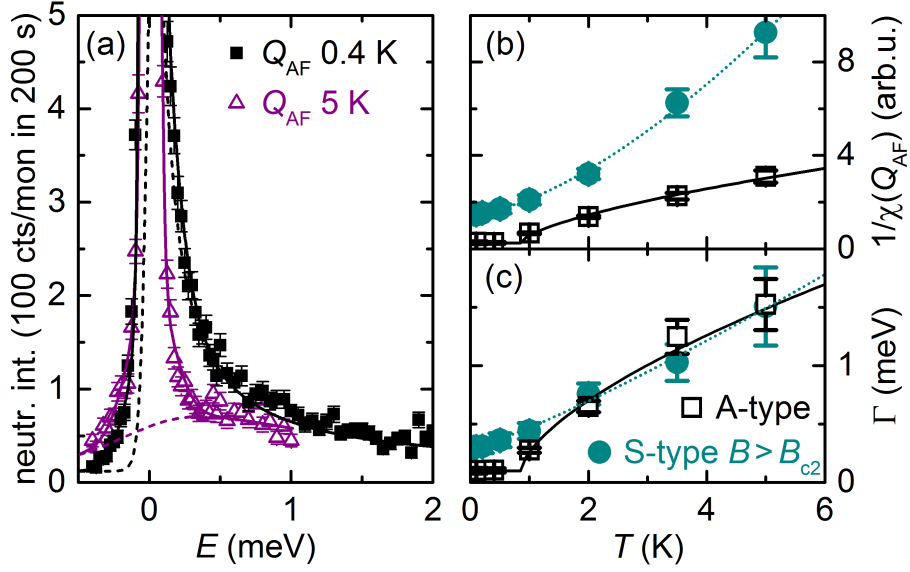 (a)
Q_AF 0.4 K
Q_AF 5 K
neutr. int. (100 cts/mon in 200 s)
5
4
3
2
1
0
0
1
2
E (meV)
(b)
8
4
0
1/χ(Q_AF) (arb.u.)
(c)
A-type
S-type B > B_c2
1
0
Γ (meV)
0
2
4
6
T (K)